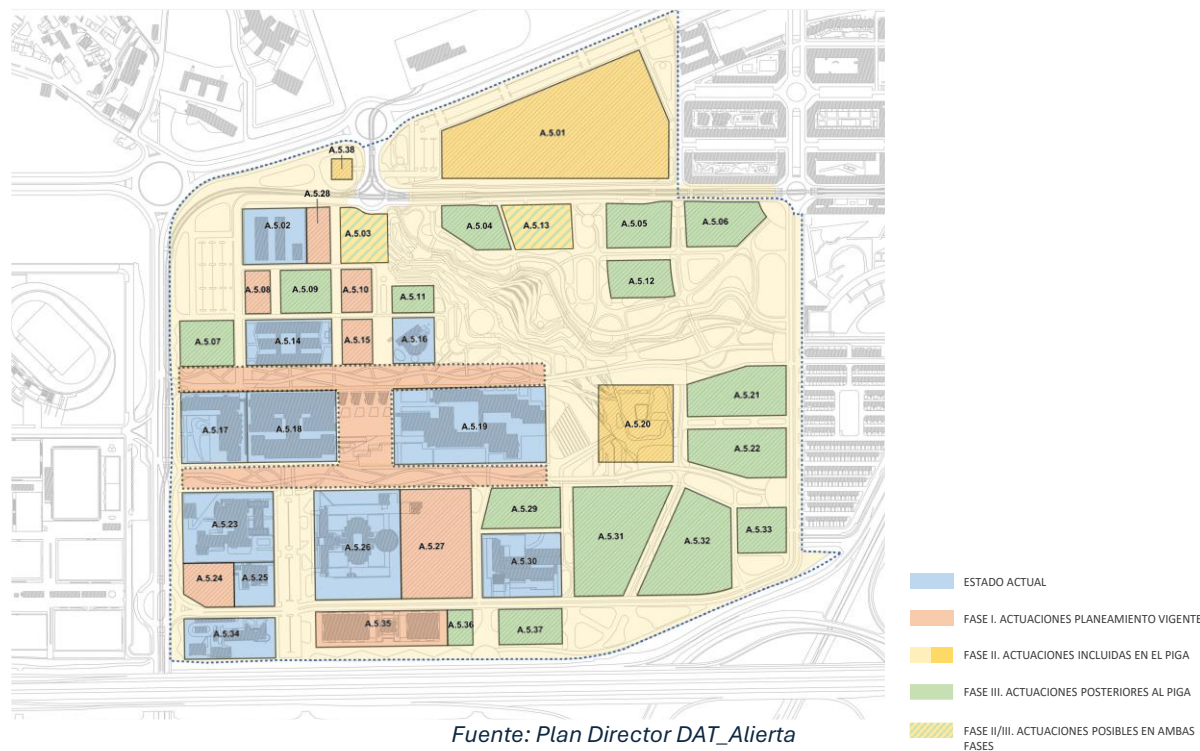 A.5.01
A.5.38
A.5.28
A.5.02
A.5.03
A.5.04
A.5.13
A.5.05
A.5.06
A.5.08
A.5.09
A.5.10
A.5.11
A.5.12
A.5.07
A.5.14
A.5.15
A.5.16
A.5.17
A.5.18
A.5.19
A.5.20
A.5.21
A.5.22
A.5.23
A.5.24
A.5.25
A.5.26
A.5.27
A.5.29
A.5.30
A.5.31
A.5.32
A.5.33
A.5.34
A.5.35
A.5.36
A.5.37
ESTADO ACTUAL
FASE I. ACTUACIONES PLANEAMIENTO VIGENTE
FASE II. ACTUACIONES INCLUIDAS EN EL PIGA
FASE III. ACTUACIONES POSTERIORES AL PIGA
FASE II/III. ACTUACIONES POSIBLES EN AMBAS
FASES
Fuente: Plan Director DAT_Alierta